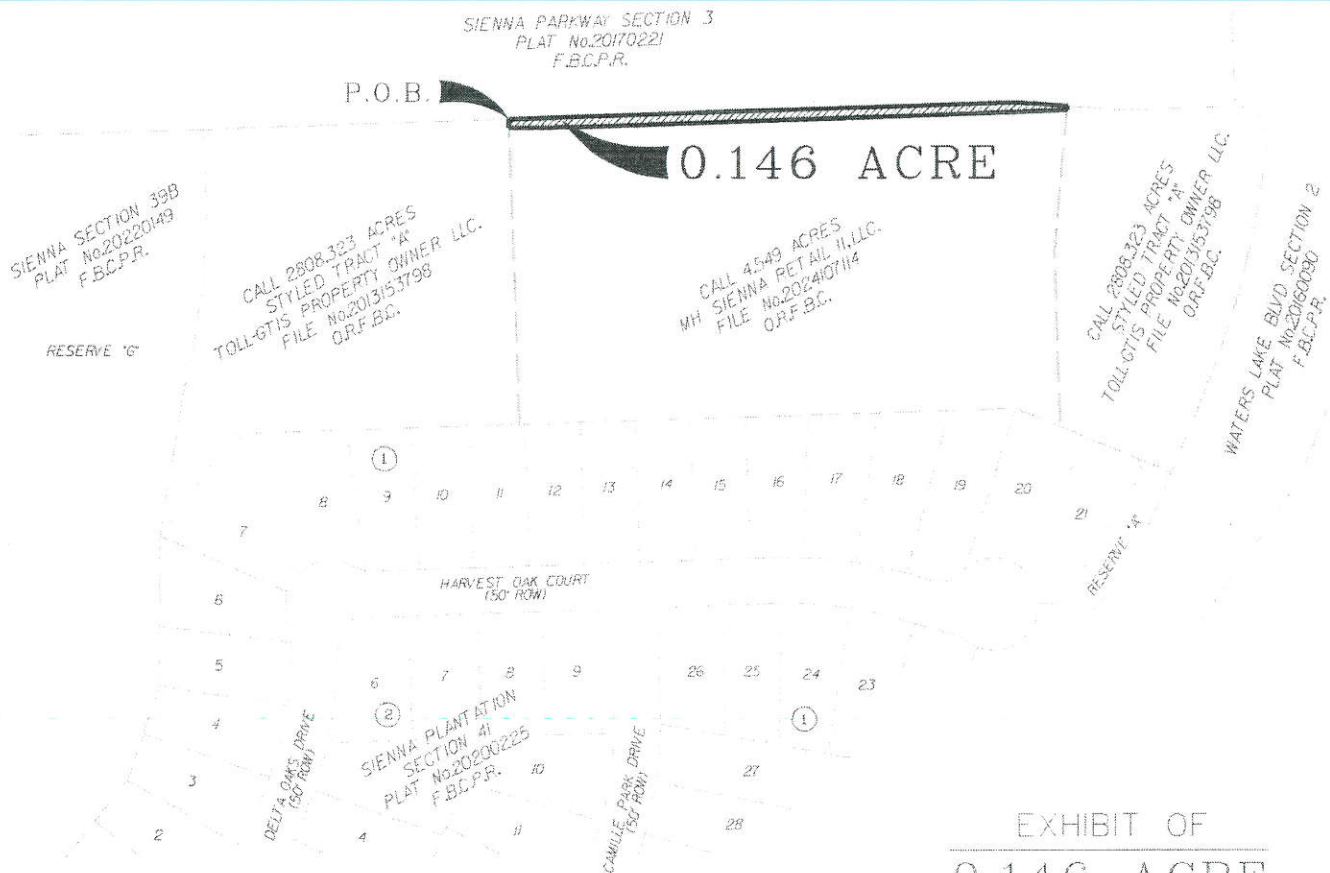 SIENNA PARKWAY SECTION 3
PLAT No.20170221
F.B.C.P.R.
P.O.B.
0.146 ACRE
SIENNA SECTION 39B
PLAT No.20220149
F.B.C.P.R.
RESERVE "G"
CALL 2808.323 ACRES
STYLED TRACT "A"
TOLL-GTIS PROPERTY OWNER LLC.
FILE No.2013153798
O.R.F.B.C.
CALL 4.549 ACRES
MH SIENNA RETAIL II,LLC.
FILE No.2024107114
O.R.F.B.C.
CALL 2808.323 ACRES
STYLED TRACT "A"
TOLL-GTIS PROPERTY OWNER LLC.
FILE No.2013153798
O.R.F.B.C.
WATERS LAKE BLVD SECTION 2
PLAT No.20160090
F.B.C.P.R.
1
7
8
9
10
11
12
13
14
15
16
17
18
19
20
21
RESERVE "A"
HARVEST OAK COURT
(50' ROW)
6
5
4
3
2
DELTA OAKS DRIVE
(50' ROW)
6
7
8
9
2
SIENNA PLANTATION
SECTION 41
PLAT No.20200225
F.B.C.P.R.
10
4
11
CAMILLE PARK DRIVE
(50' ROW)
26
25
24
23
1
27
28
EXHIBIT OF
0.146 ACRE